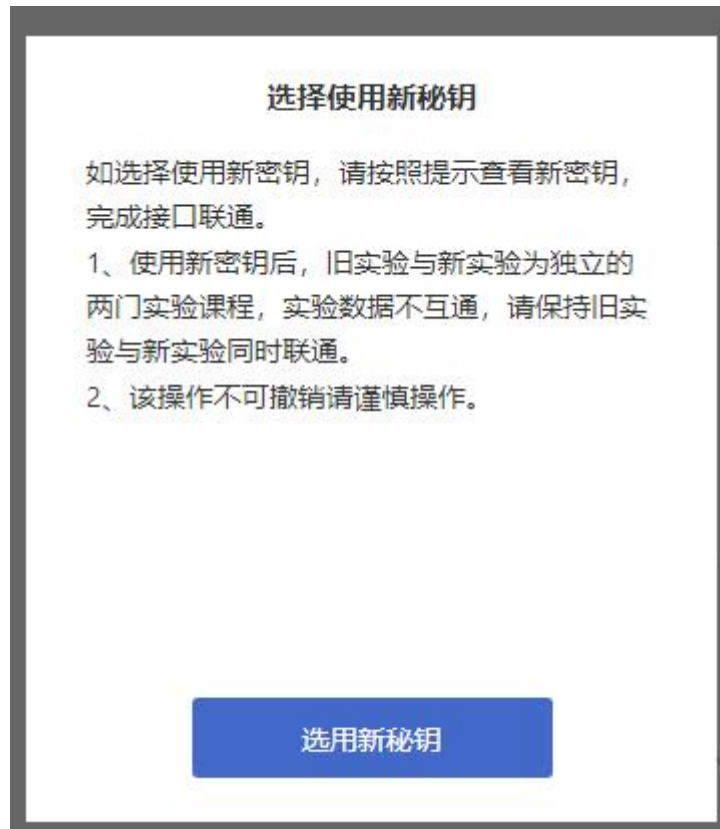 选择使用新秘钥
如选择使用新密钥，请按照提示查看新密钥，
完成接口联通。
1、使用新密钥后，旧实验与新实验为独立的
两门实验课程，实验数据不互通，请保持旧实
验与新实验同时联通。
2、该操作不可撤销请谨慎操作。
选用新秘钥